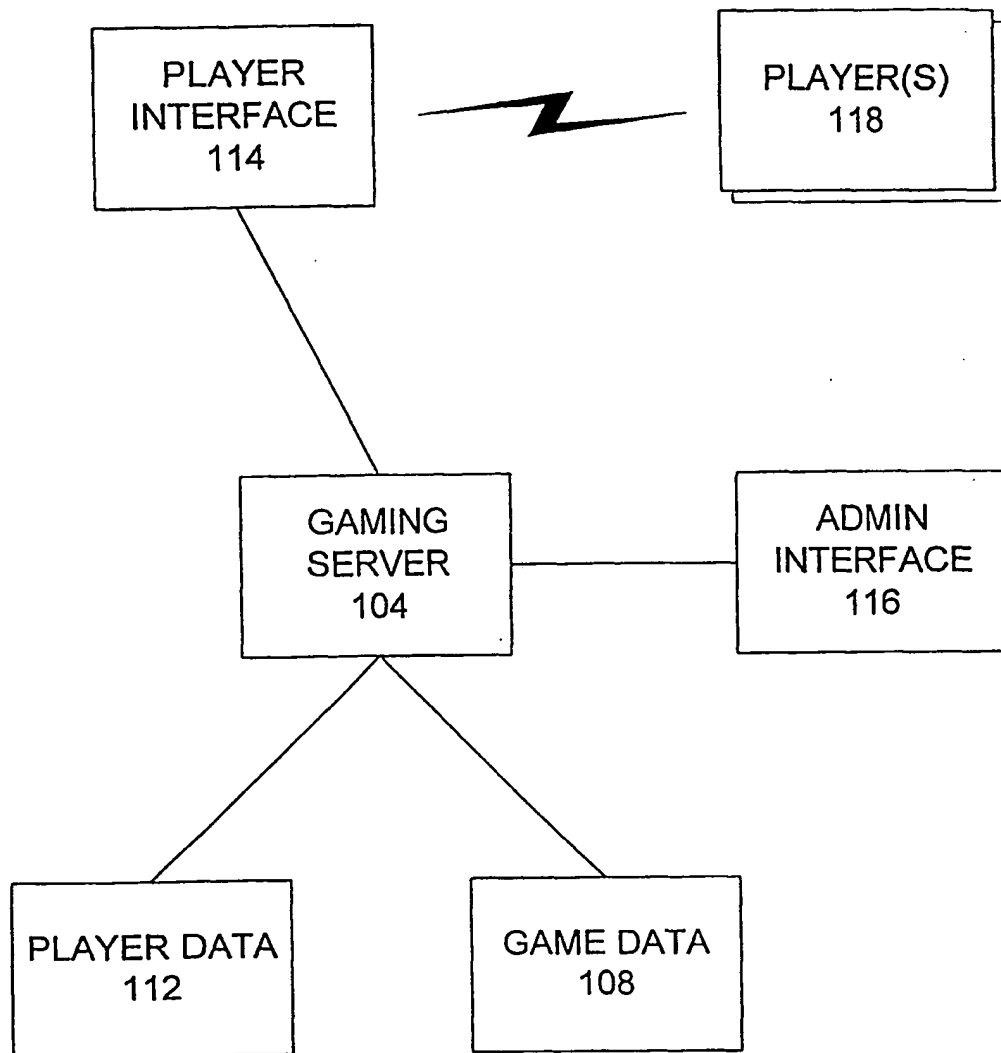 PLAYER
INTERFACE
114
PLAYER(S)
118
GAMING
SERVER
104
ADMIN
INTERFACE
116
PLAYER DATA
112
GAME DATA
108